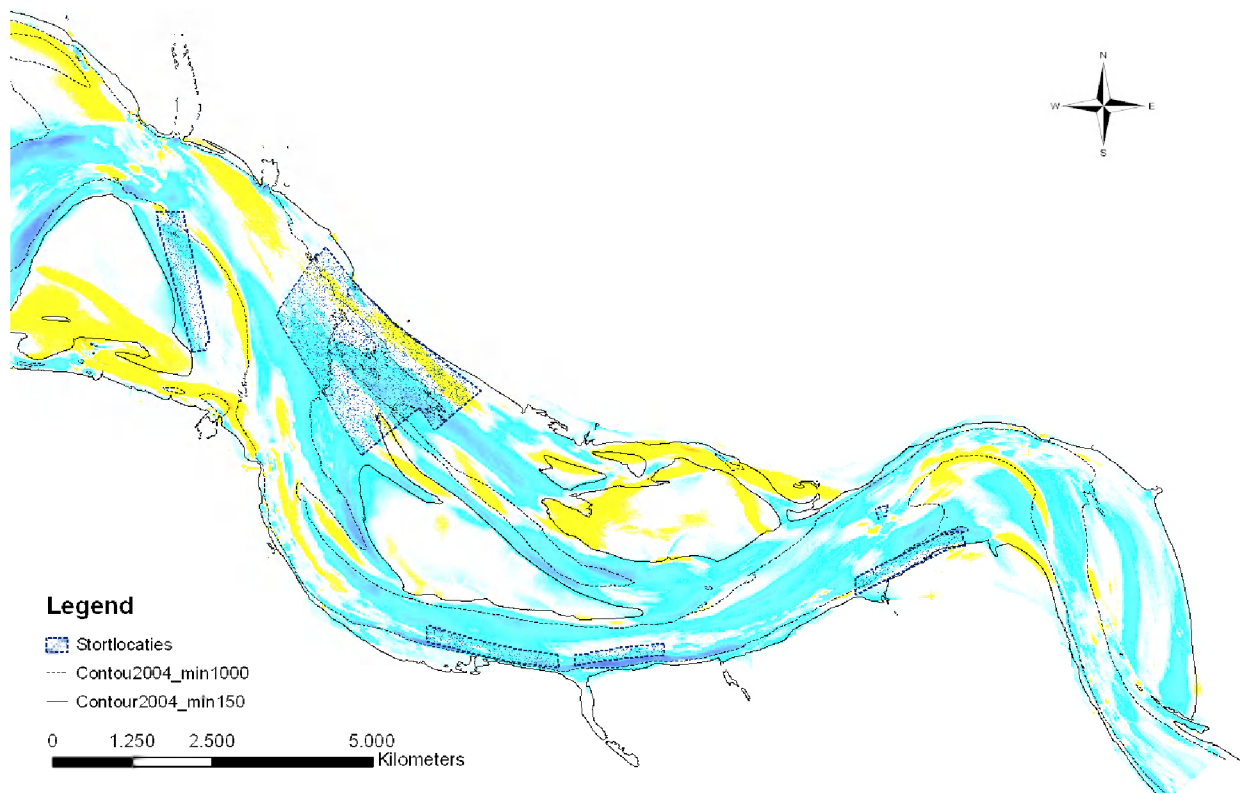 N
W E
S
Legend
Stortlocaties
Contou2004_min1000
Contour2004_min150
0 1.250 2.500 5.000
Kilometers